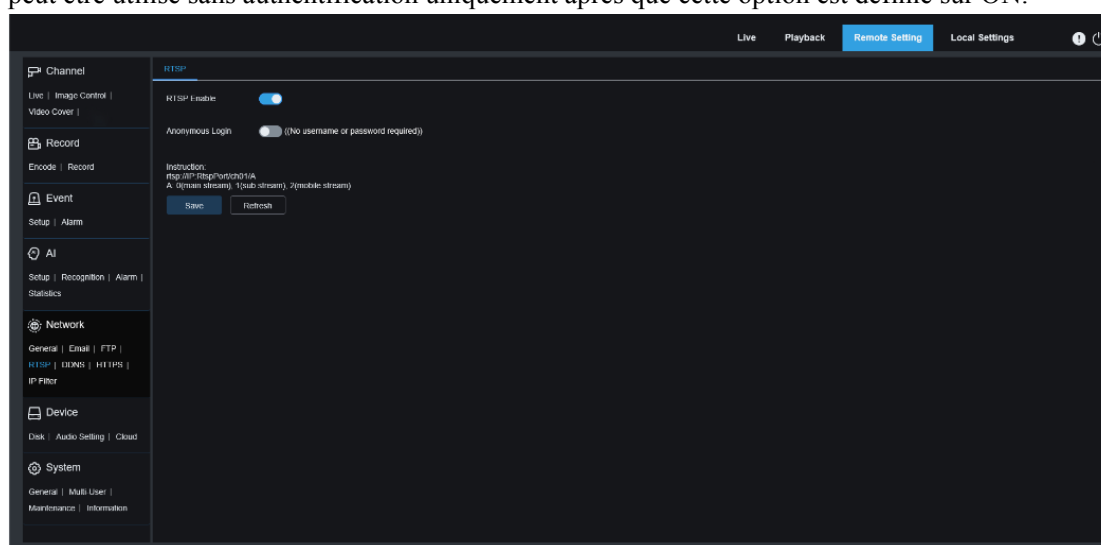 peut être utilisé sans authentification uniquement après que cette option est définie sur ON.
Live Playback Remote Setting Local Settings
Channel
Live | Image Control |
Video Cover |
Record
Encode | Record
Event
Setup | Alarm
AI
Setup | Recognition | Alarm |
Statistics
Network
General | Email | FTP |
RTSP | DDNS | HTTPS |
IP Filter
Device
Disk | Audio Setting | Cloud
System
General | Multi User |
Maintenance | Information
RTSP
RTSP Enable
Anonymous Login ((No username or password required))
Instruction:
rtsp://IP:RtspPort/ch01/A
A: 0(main stream), 1(sub stream), 2(mobile stream)
Save Refresh